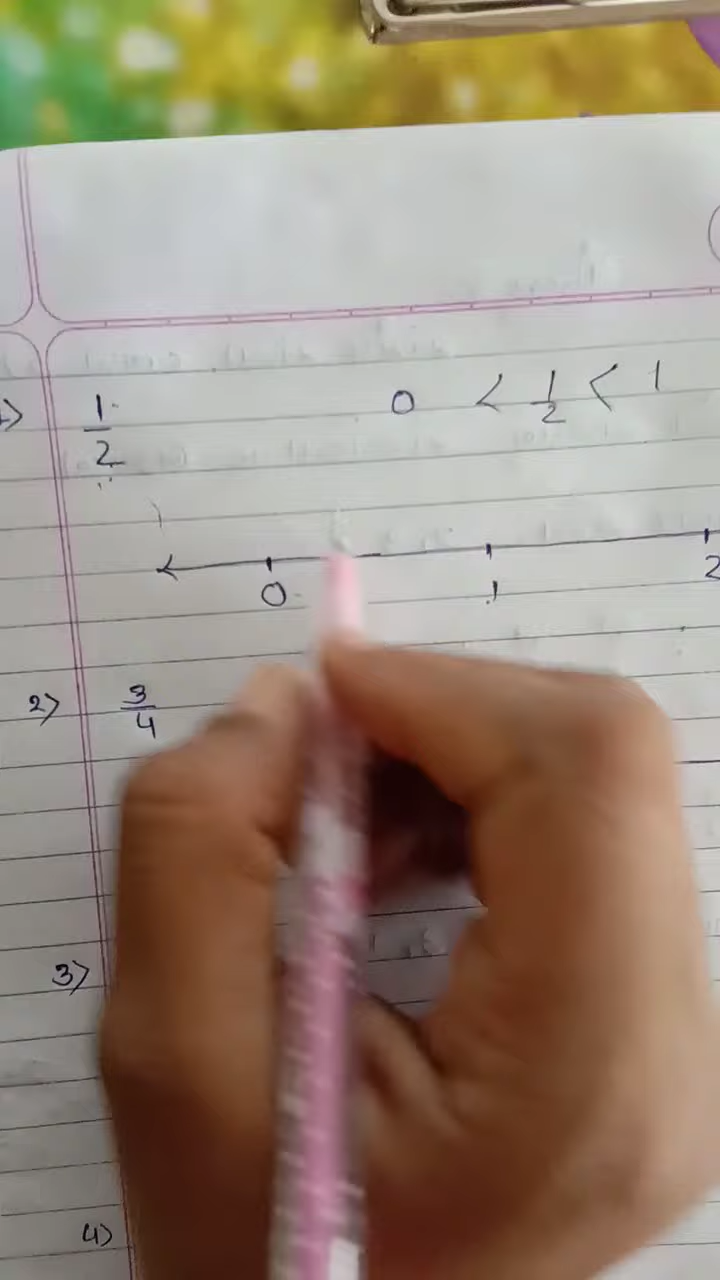 1) 1/2 0 < 1/2 < 1
0 1 2
2) 3/4
3)
4)